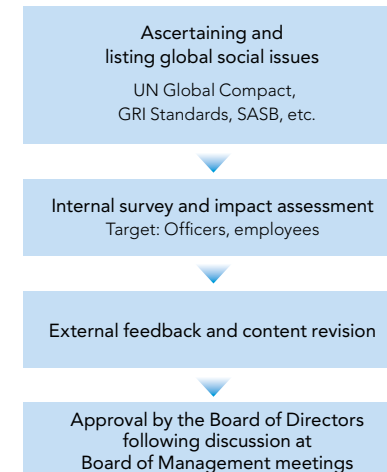 Ascertaining and
listing global social issues
UN Global Compact,
GRI Standards, SASB, etc.
Internal survey and impact assessment
Target: Officers, employees
External feedback and content revision
Approval by the Board of Directors
following discussion at
Board of Management meetings